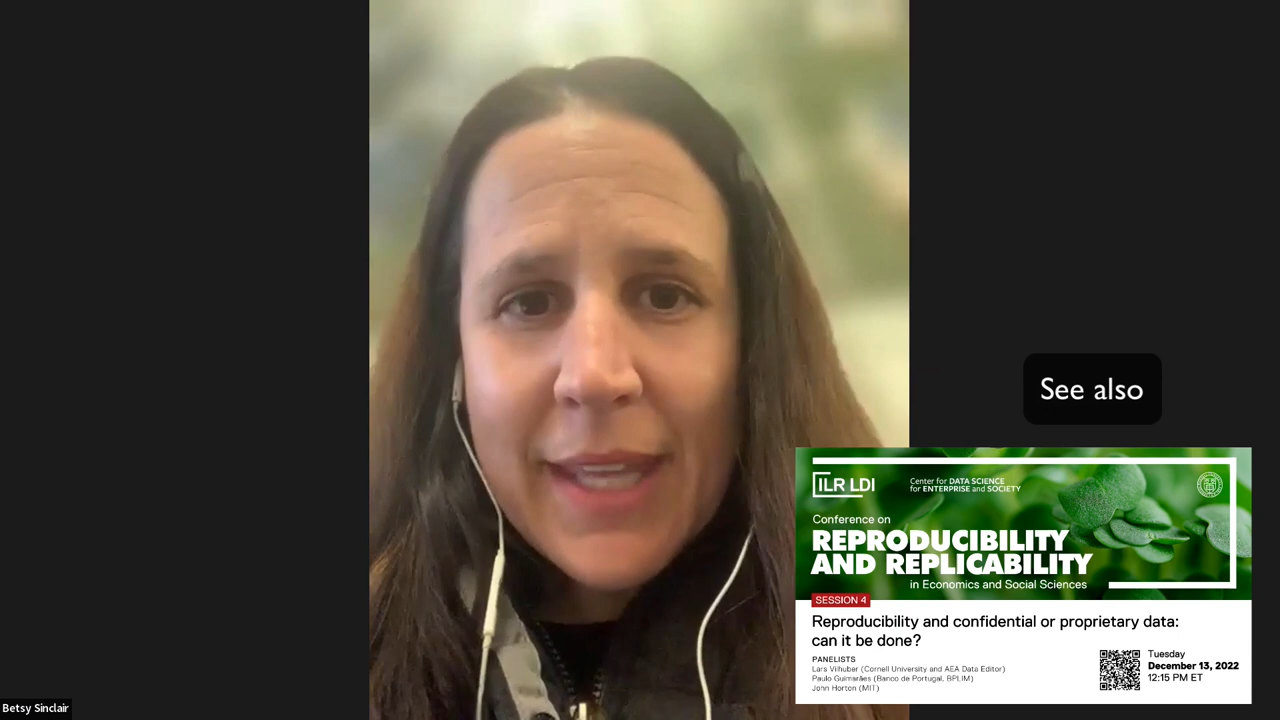 See also
ILR LDI
Center for DATA SCIENCE
for ENTERPRISE and SOCIETY
Conference on
REPRODUCIBILITY
AND REPLICABILITY
in Economics and Social Sciences
SESSION 4
Reproducibility and confidential or proprietary data:
can it be done?
PANELISTS
Lars Vilhuber (Cornell University and AEA Data Editor)
Paulo Guimarães (Banco de Portugal, BPLIM)
John Horton (MIT)
Tuesday
December 13, 2022
12:15 PM ET
Betsy Sinclair